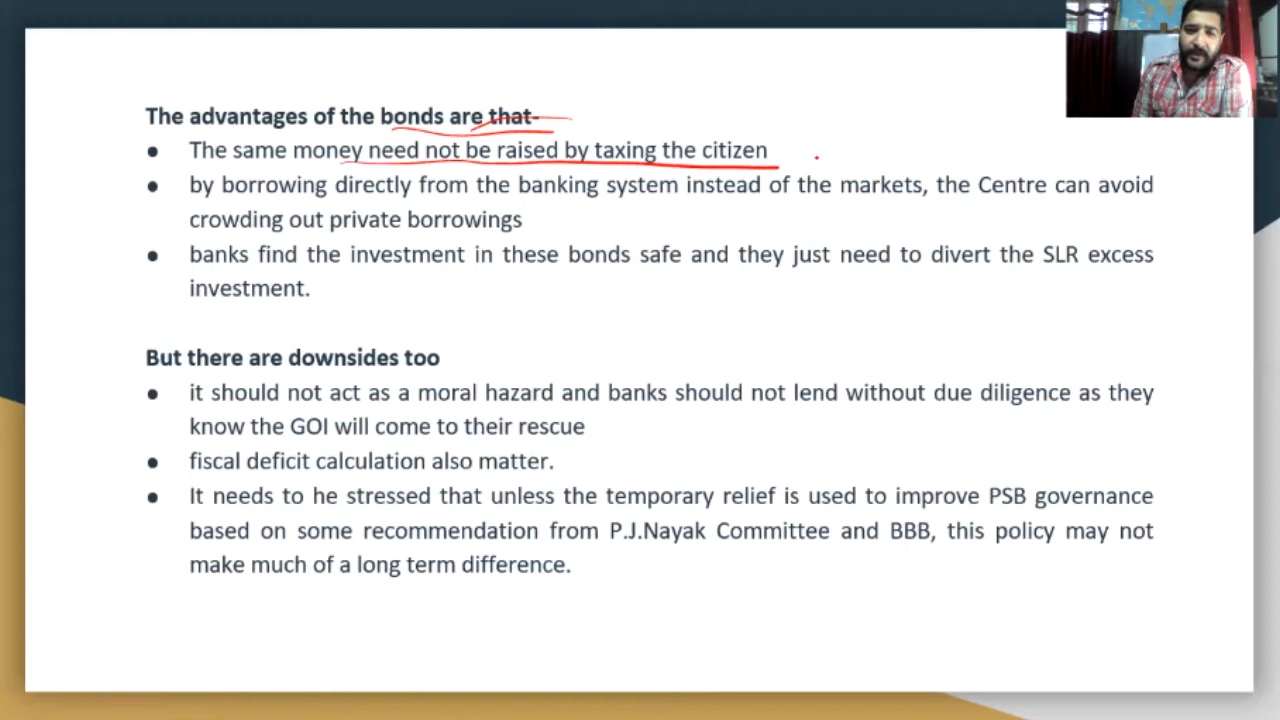 The advantages of the bonds are that-
● The same money need not be raised by taxing the citizen
● by borrowing directly from the banking system instead of the markets, the Centre can avoid
crowding out private borrowings
● banks find the investment in these bonds safe and they just need to divert the SLR excess
investment.
But there are downsides too
● it should not act as a moral hazard and banks should not lend without due diligence as they
know the GOI will come to their rescue
● fiscal deficit calculation also matter.
● It needs to he stressed that unless the temporary relief is used to improve PSB governance
based on some recommendation from P.J.Nayak Committee and BBB, this policy may not
make much of a long term difference.